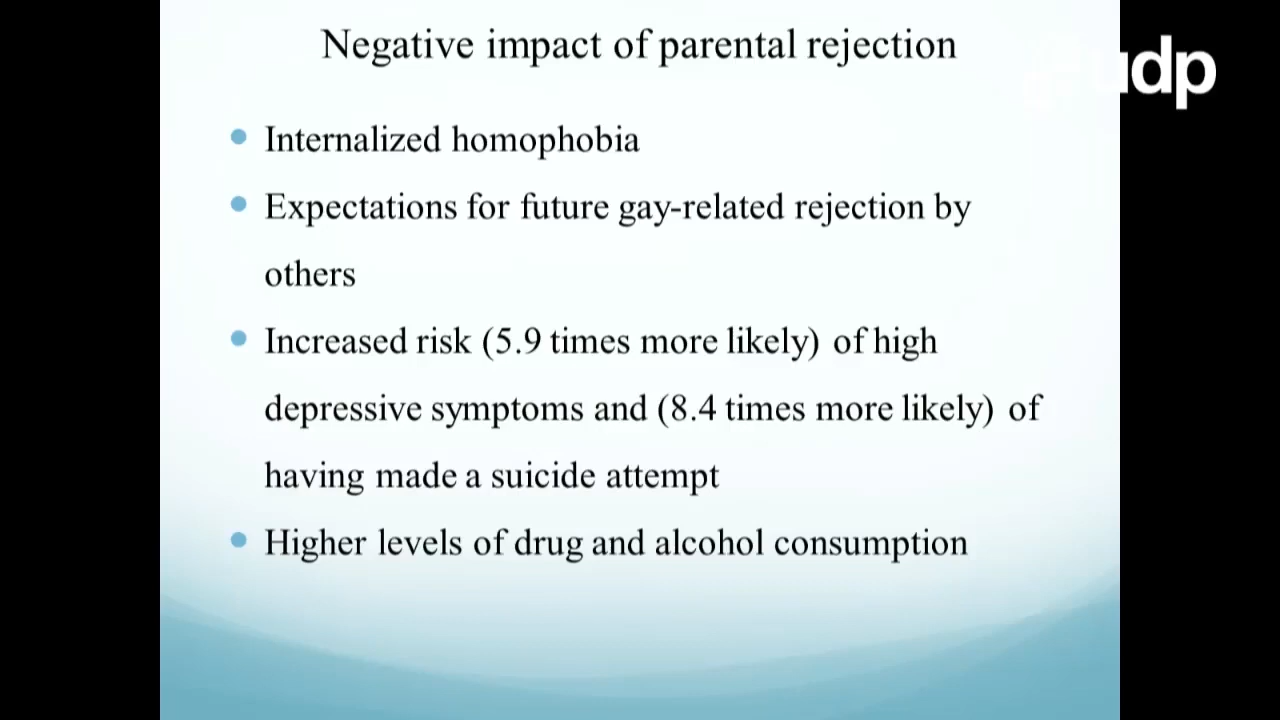 Negative impact of parental rejection
udp
Internalized homophobia
Expectations for future gay-related rejection by
others
Increased risk (5.9 times more likely) of high
depressive symptoms and (8.4 times more likely) of
having made a suicide attempt
Higher levels of drug and alcohol consumption